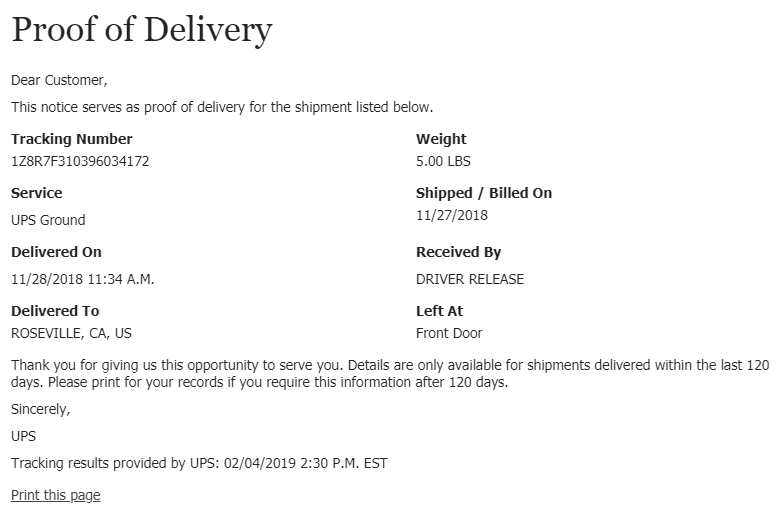 Proof of Delivery
Dear Customer,
This notice serves as proof of delivery for the shipment listed below.
Tracking Number
Weight
1Z8R7F310396034172
5.00 LBS
Service
Shipped / Billed On
UPS Ground
11/27/2018
Delivered On
Received By
11/28/2018 11:34 A.M.
DRIVER RELEASE
Delivered To
Left At
ROSEVILLE, CA, US
Front Door
Thank you for giving us this opportunity to serve you. Details are only available for shipments delivered within the last 120
days. Please print for your records if you require this information after 120 days.
Sincerely,
UPS
Tracking results provided by UPS: 02/04/2019 2:30 P.M. EST
Print this page